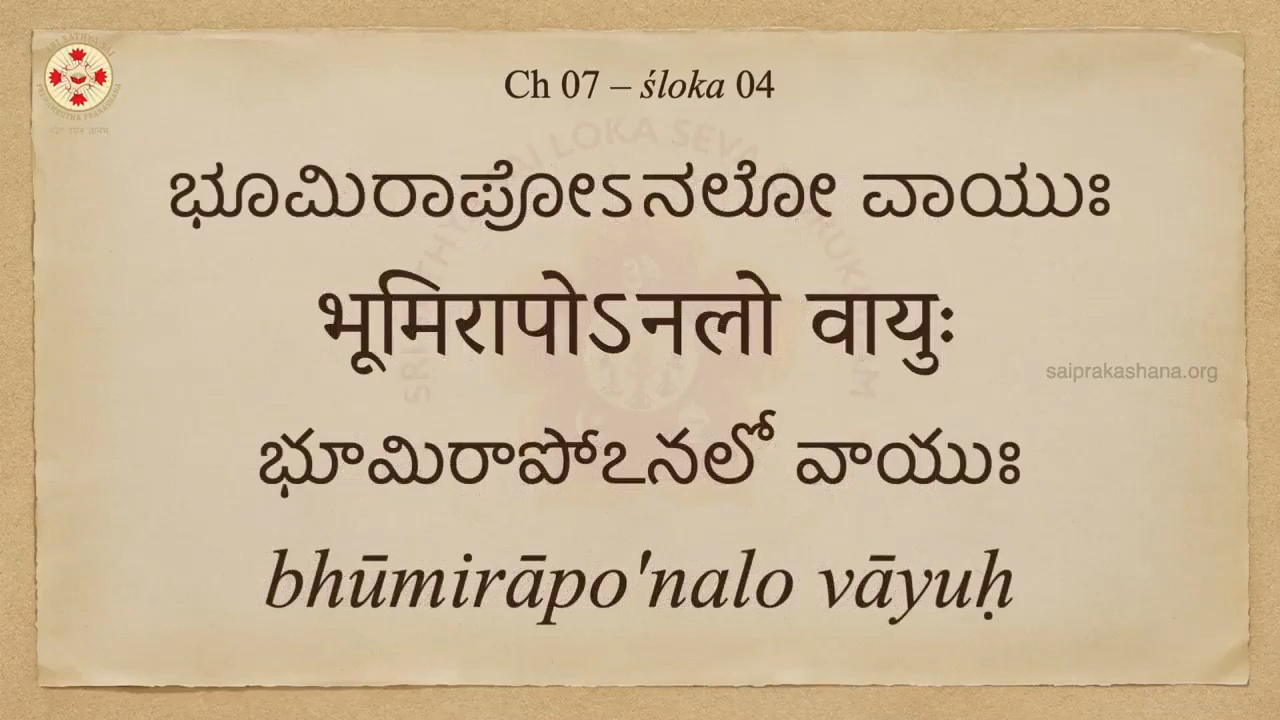 Ch 07 – śloka 04
ಭೂಮಿರಾಪೋಽನಲೋ ವಾಯುಃ
भूमिरापोऽनलो वायुः
saiprakashana.org
భూమిరాపోఽనలో వాయుః
bhūmirāpo'nalo vāyuḥ